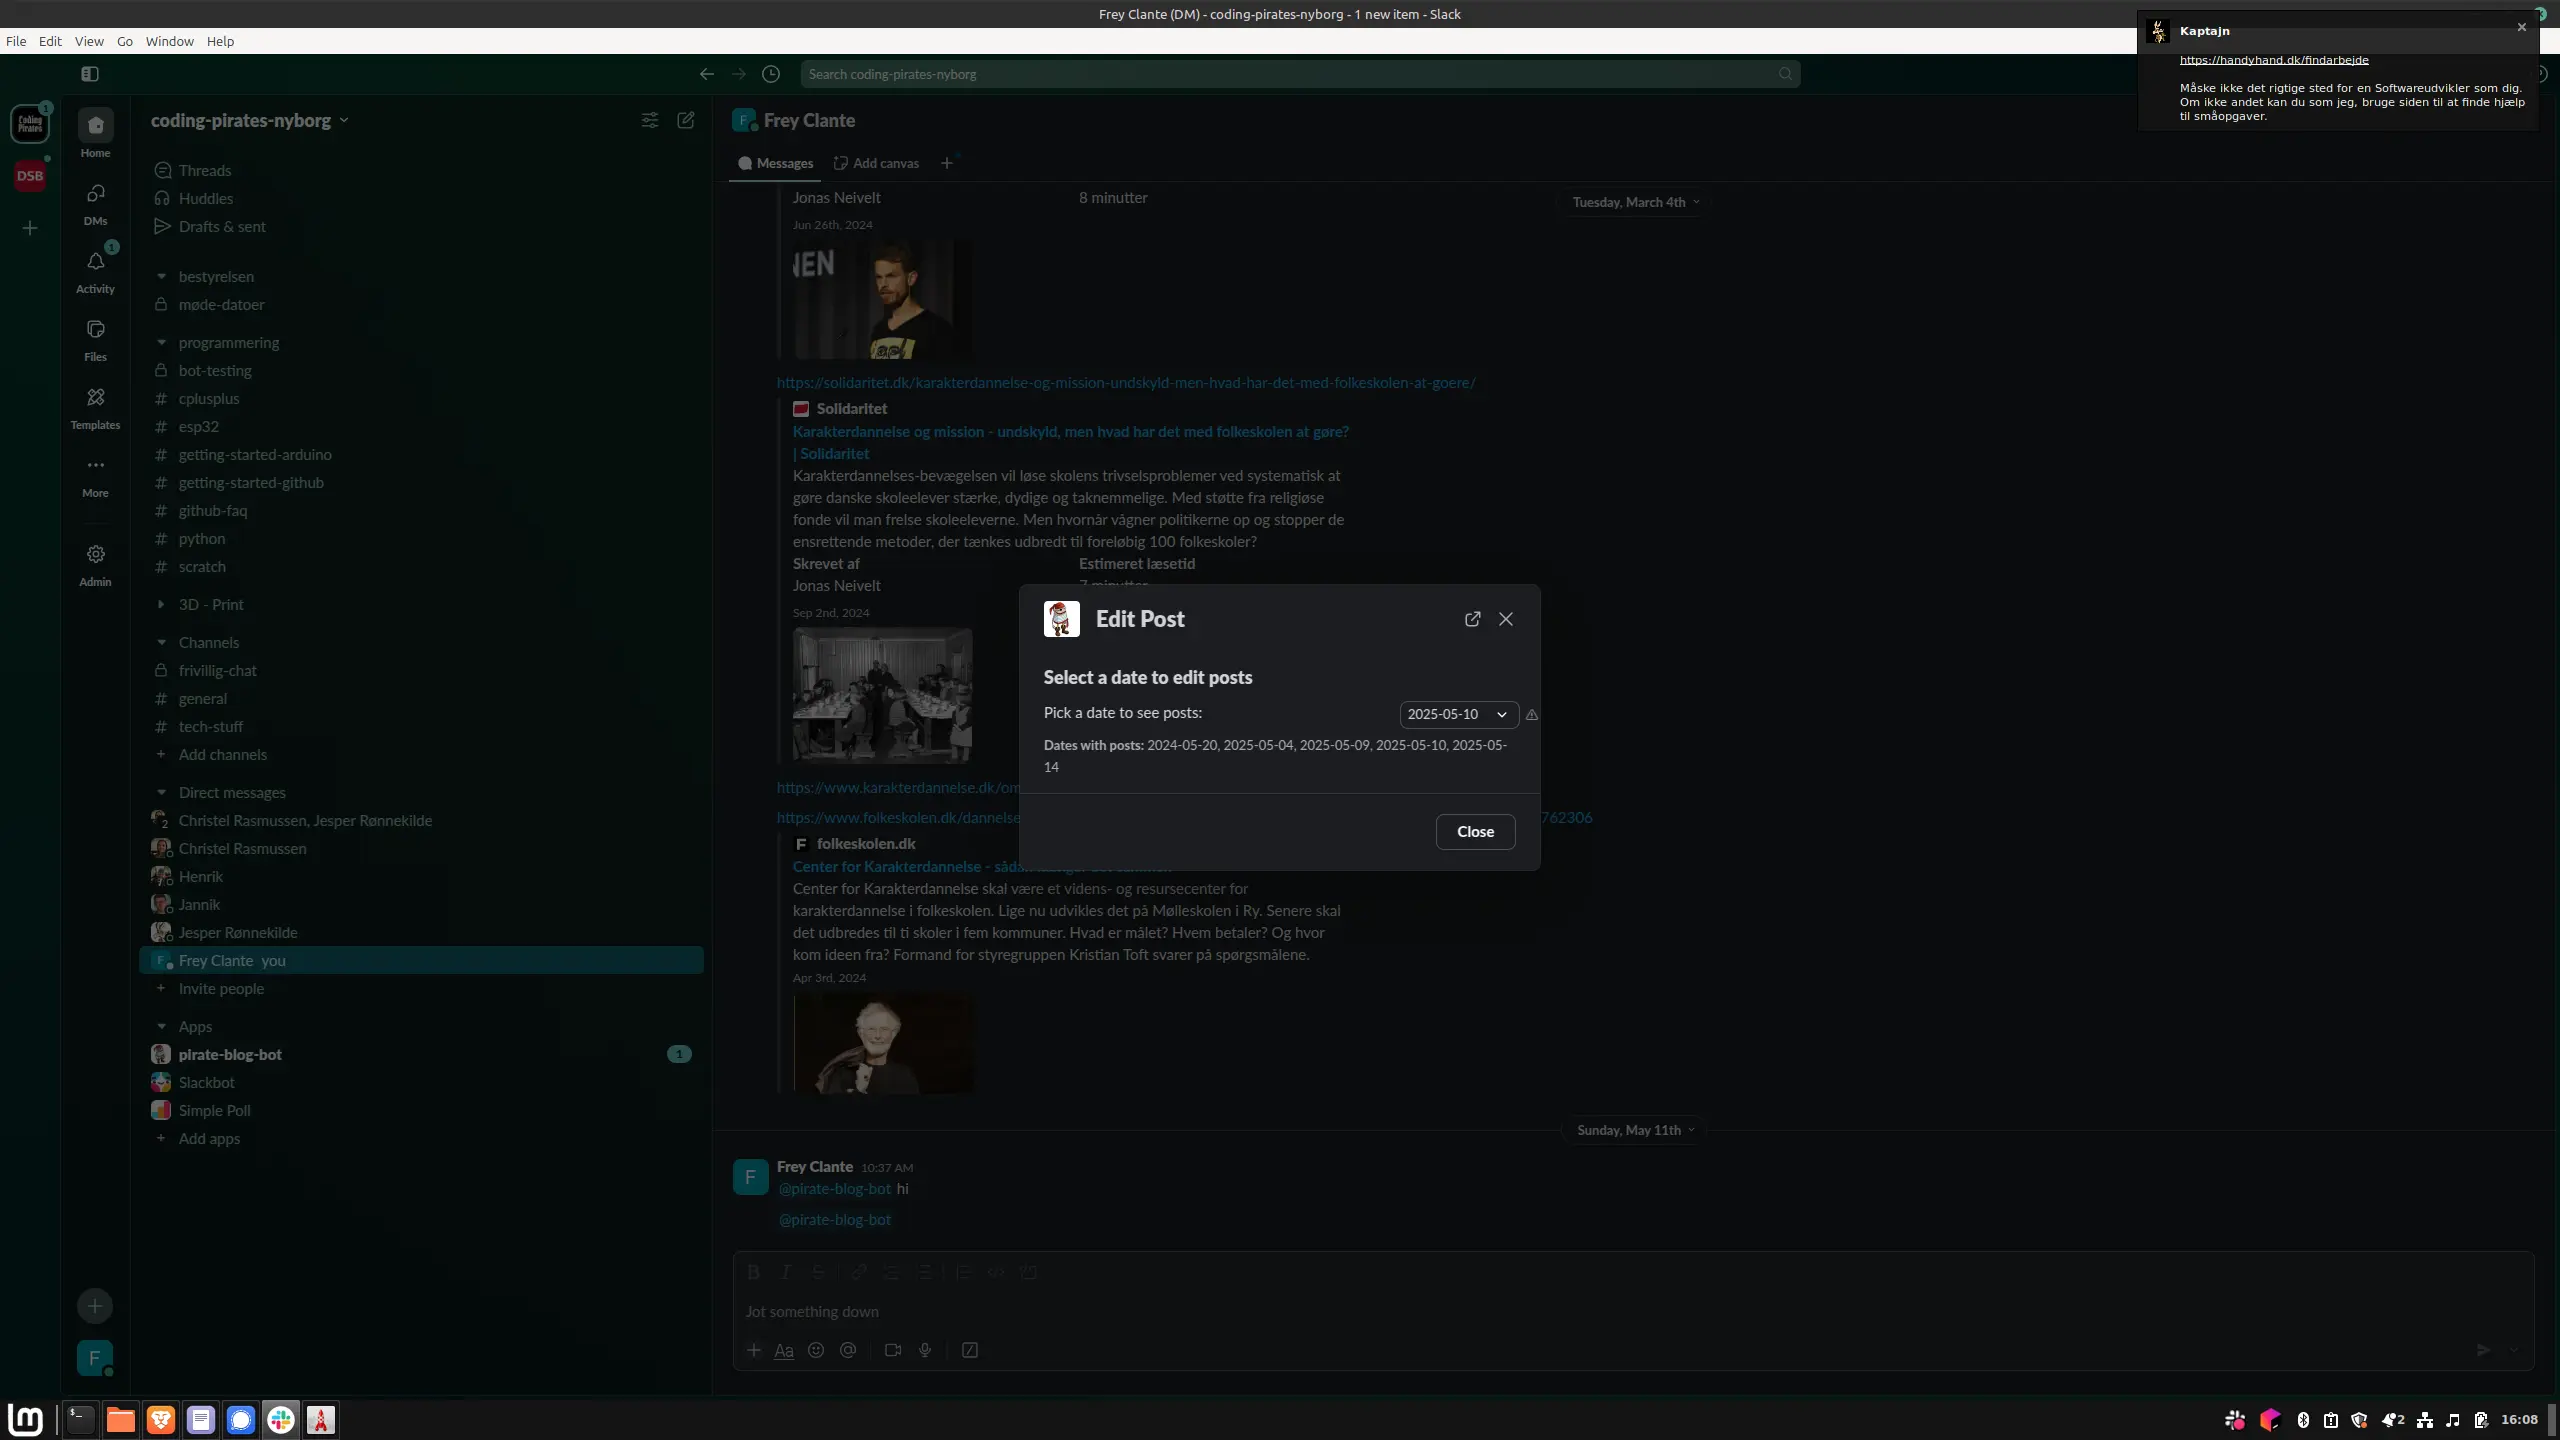 Frey Clante (DM) - coding-pirates-nyborg - 1 new item - Slack
File Edit View Go Window Help
Kaptajn
https://handyhand.dk/findarbejde
Måske ikke det rigtige sted for en Softwareudvikler som dig.
Om ikke andet kan du som jeg, bruge siden til at finde hjælp
til småopgaver.
Search coding-pirates-nyborg
Coding
Pirates
1
DSB
Home
DMs
1
Activity
Files
Templates
More
Admin
F
coding-pirates-nyborg
Threads
Huddles
Drafts & sent
bestyrelsen
møde-datoer
programmering
bot-testing
# cplusplus
# esp32
# getting-started-arduino
# getting-started-github
# github-faq
# python
# scratch
3D - Print
Channels
frivillig-chat
# general
# tech-stuff
+ Add channels
Direct messages
2 Christel Rasmussen, Jesper Rønnekilde
Christel Rasmussen
Henrik
Jannik
Jesper Rønnekilde
F Frey Clante you
+ Invite people
Apps
pirate-blog-bot 1
Slackbot
Simple Poll
+ Add apps
F Frey Clante
Messages Add canvas +
Tuesday, March 4th
Jonas Neivelt 8 minutter
Jun 26th, 2024
https://solidaritet.dk/karakterdannelse-og-mission-undskyld-men-hvad-har-det-med-folkeskolen-at-goere/
Solidaritet
Karakterdannelse og mission - undskyld, men hvad har det med folkeskolen at gøre?
| Solidaritet
Karakterdannelses-bevægelsen vil løse skolens trivselsproblemer ved systematisk at
gøre danske skoleelever stærke, dydige og taknemmelige. Med støtte fra religiøse
fonde vil man frelse skoleeleverne. Men hvornår vågner politikerne op og stopper de
ensrettende metoder, der tænkes udbredt til foreløbig 100 folkeskoler?
Skrevet af Estimeret læsetid
Jonas Neivelt 7 minutter
Sep 2nd, 2024
Edit Post
Select a date to edit posts
Pick a date to see posts: 2025-05-10
Dates with posts: 2024-05-20, 2025-05-04, 2025-05-09, 2025-05-10, 2025-05-
14
Close
https://www.karakterdannelse.dk/om
https://www.folkeskolen.dk/dannelse 762306
F folkeskolen.dk
Center for Karakterdannelse -
Center for Karakterdannelse skal være et videns- og resursecenter for
karakterdannelse i folkeskolen. Lige nu udvikles det på Mølleskolen i Ry. Senere skal
det udbredes til ti skoler i fem kommuner. Hvad er målet? Hvem betaler? Og hvor
kom ideen fra? Formand for styregruppen Kristian Toft svarer på spørgsmålene.
Apr 3rd, 2024
Sunday, May 11th
F Frey Clante 10:37 AM
@pirate-blog-bot hi
@pirate-blog-bot
Jot something down
Aa
2
16:08